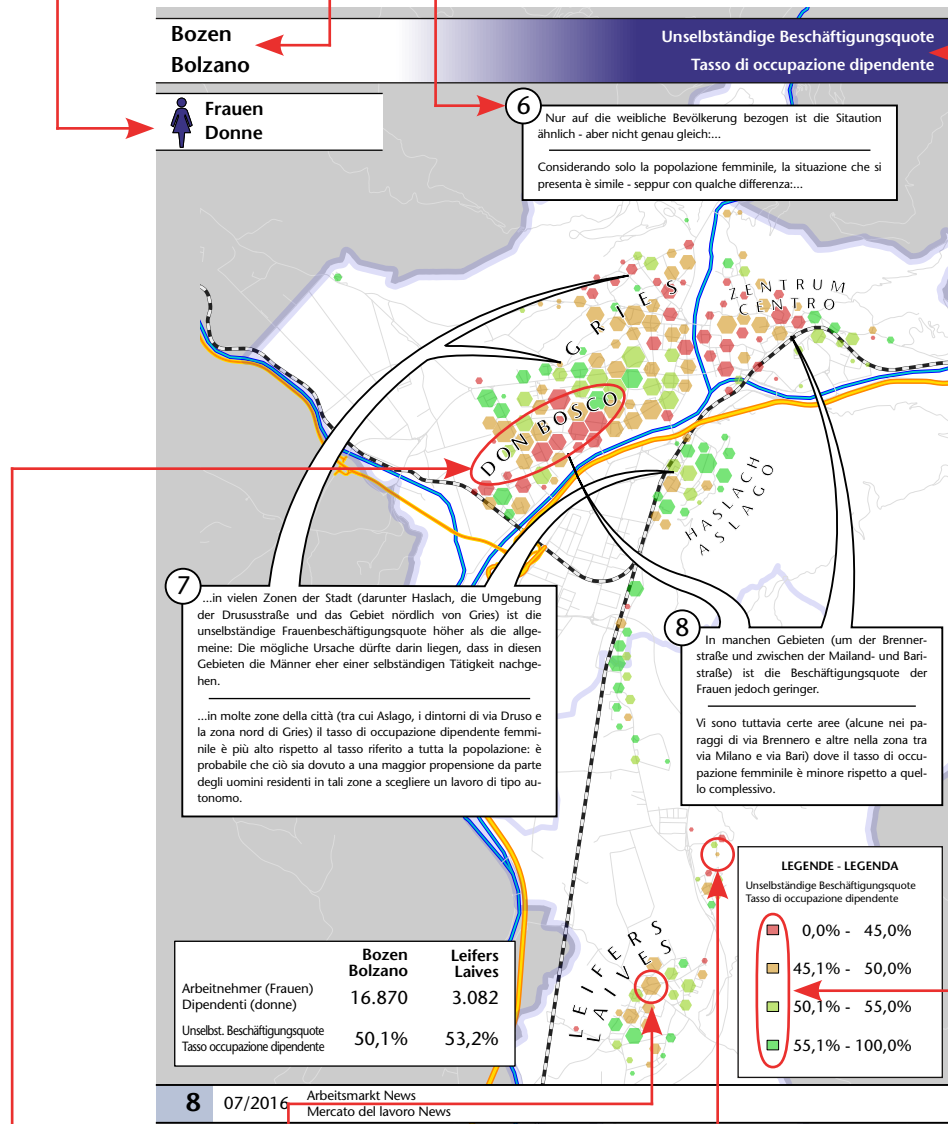 Bozen
Bolzano
Unselbständige Beschäftigungsquote
Tasso di occupazione dipendente
Frauen
Donne
6
Nur auf die weibliche Bevölkerung bezogen ist die Sitaution
ähnlich - aber nicht genau gleich:...
Considerando solo la popolazione femminile, la situazione che si
presenta è simile - seppur con qualche differenza:...
GRIES
ZENTRUM
CENTRO
DON BOSCO
HASLACH
ASLAGO
7
...in vielen Zonen der Stadt (darunter Haslach, die Umgebung
der Drususstraße und das Gebiet nördlich von Gries) ist die
unselbständige Frauenbeschäftigungsquote höher als die allge-
meine: Die mögliche Ursache dürfte darin liegen, dass in diesen
Gebieten die Männer eher einer selbständigen Tätigkeit nachge-
hen.
...in molte zone della città (tra cui Aslago, i dintorni di via Druso e
la zona nord di Gries) il tasso di occupazione dipendente femmi-
nile è più alto rispetto al tasso riferito a tutta la popolazione: è
probabile che ciò sia dovuto a una maggior propensione da parte
degli uomini residenti in tali zone a scegliere un lavoro di tipo au-
tonomo.
8
In manchen Gebieten (um der Brenner-
straße und zwischen der Mailand- und Bari-
straße) ist die Beschäftigungsquote der
Frauen jedoch geringer.
Vi sono tuttavia certe aree (alcune nei pa-
raggi di via Brennero e altre nella zona tra
via Milano e via Bari) dove il tasso di occu-
pazione femminile è minore rispetto a quel-
lo complessivo.
LEIFERS
LAIVES
LEGENDE - LEGENDA
Unselbständige Beschäftigungsquote
Tasso di occupazione dipendente
0,0% - 45,0%
45,1% - 50,0%
50,1% - 55,0%
55,1% - 100,0%
Bozen Leifers
Bolzano Laives
Arbeitnehmer (Frauen)
Dipendenti (donne) 16.870 3.082
Unselbst. Beschäftigungsquote
Tasso occupazione dipendente 50,1% 53,2%
8 07/2016 Arbeitsmarkt News
Mercato del lavoro News